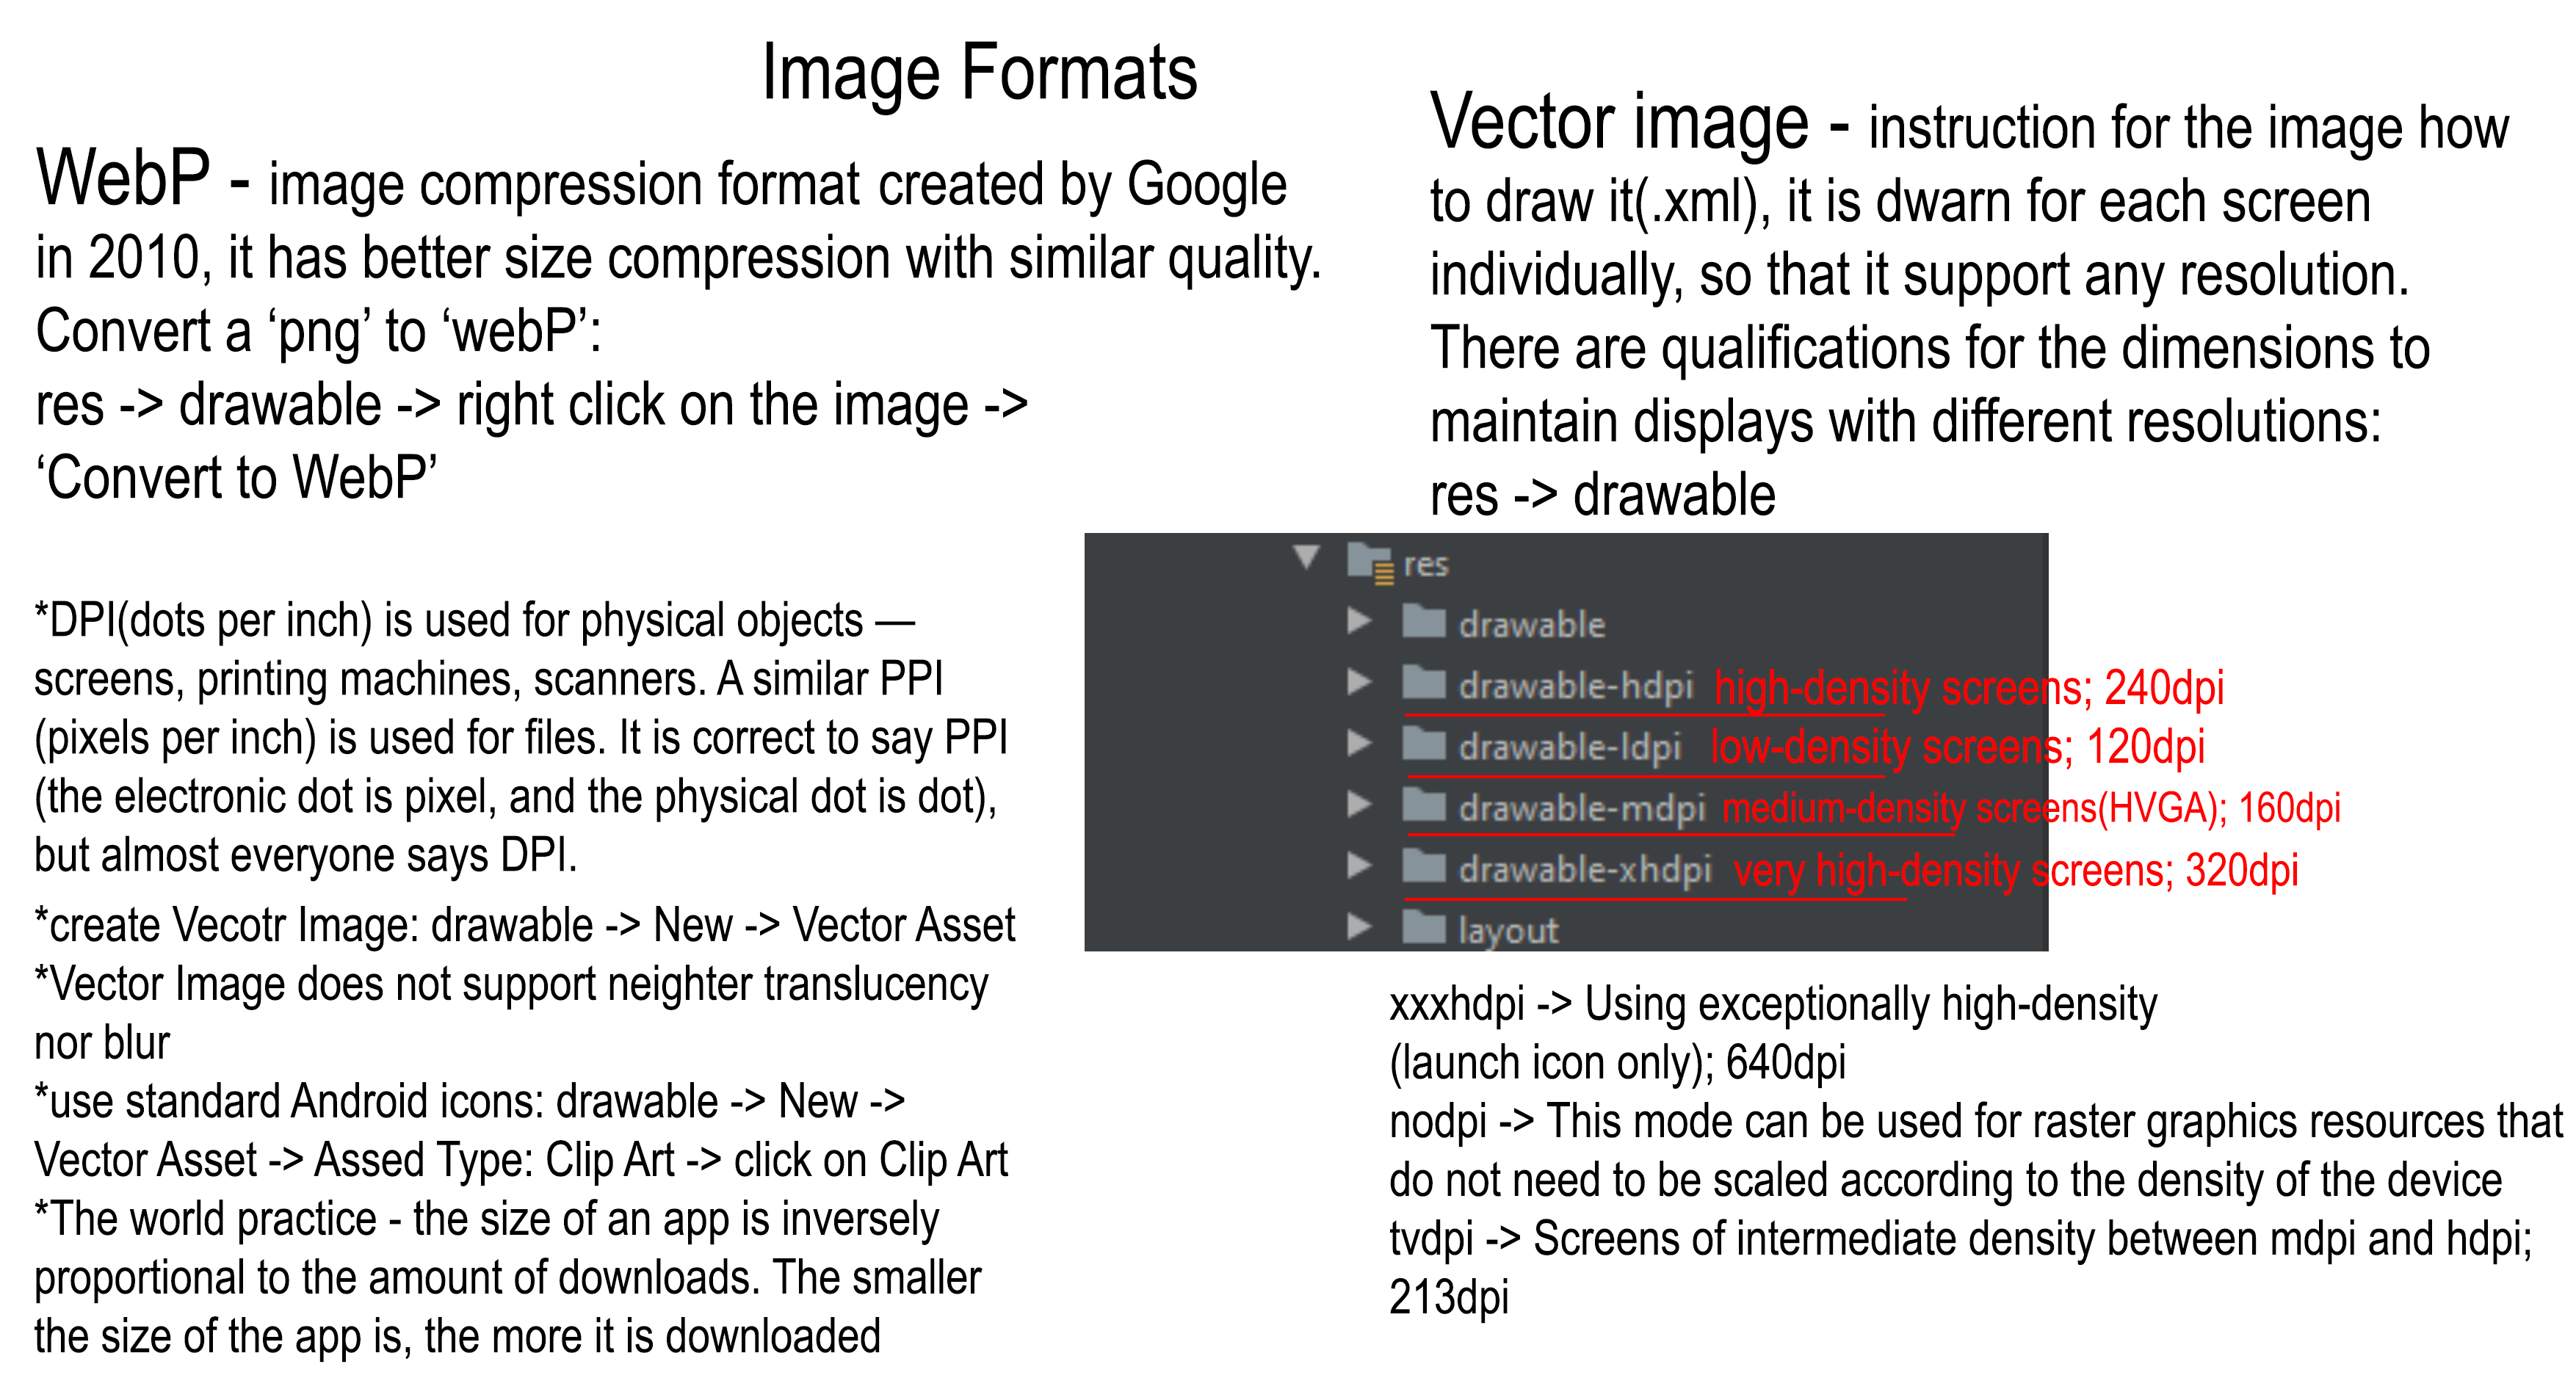 Image Formats
WebP - image compression format created by Google
in 2010, it has better size compression with similar quality.
Convert a ‘png’ to ‘webP’:
res -> drawable -> right click on the image ->
‘Convert to WebP’
*DPI(dots per inch) is used for physical objects —
screens, printing machines, scanners. A similar PPI
(pixels per inch) is used for files. It is correct to say PPI
(the electronic dot is pixel, and the physical dot is dot),
but almost everyone says DPI.
*create Vecotr Image: drawable -> New -> Vector Asset
*Vector Image does not support neighter translucency
nor blur
*use standard Android icons: drawable -> New ->
Vector Asset -> Assed Type: Clip Art -> click on Clip Art
*The world practice - the size of an app is inversely
proportional to the amount of downloads. The smaller
the size of the app is, the more it is downloaded
Vector image - instruction for the image how
to draw it(.xml), it is dwarn for each screen
individually, so that it support any resolution.
There are qualifications for the dimensions to
maintain displays with different resolutions:
res -> drawable
res
drawable
drawable-hdpi high-density screens; 240dpi
drawable-ldpi low-density screens; 120dpi
drawable-mdpi medium-density screens(HVGA); 160dpi
drawable-xhdpi very high-density screens; 320dpi
layout
xxxhdpi -> Using exceptionally high-density
(launch icon only); 640dpi
nodpi -> This mode can be used for raster graphics resources that
do not need to be scaled according to the density of the device
tvdpi -> Screens of intermediate density between mdpi and hdpi;
213dpi